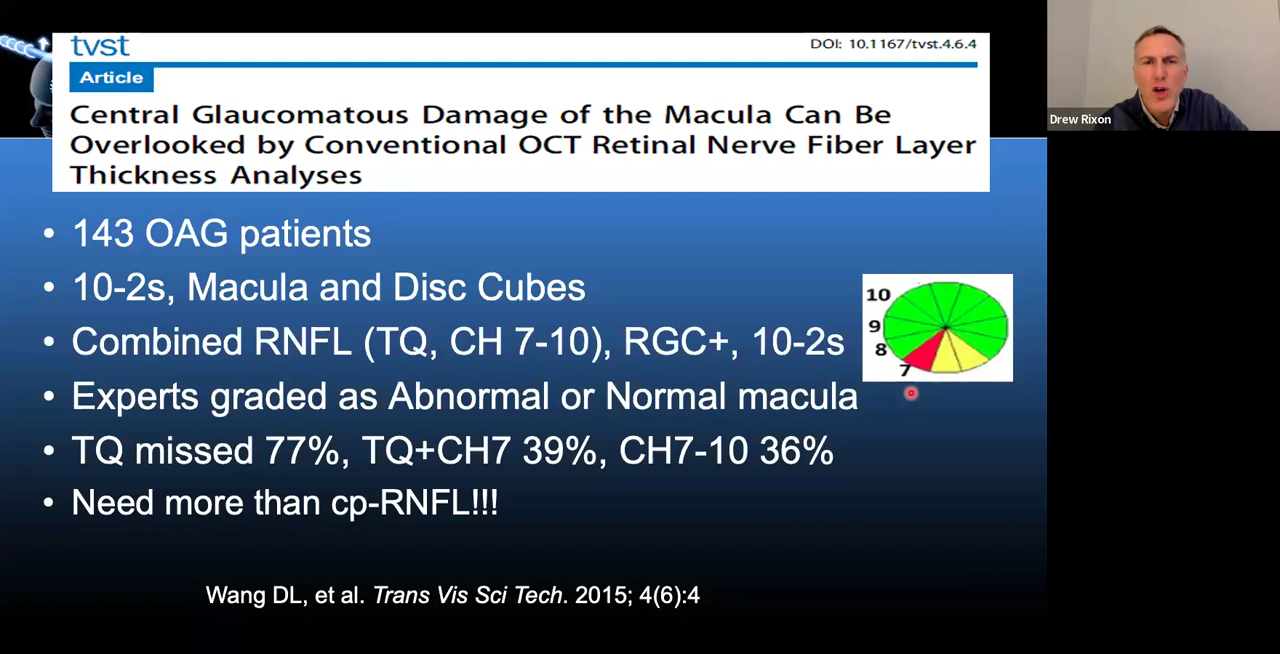 tvst
DOI: 10.1167/tvst.4.6.4
Article
Central Glaucomatous Damage of the Macula Can Be
Overlooked by Conventional OCT Retinal Nerve Fiber Layer
Thickness Analyses
Drew Rixon
• 143 OAG patients
• 10-2s, Macula and Disc Cubes
• Combined RNFL (TQ, CH 7-10), RGC+, 10-2s
• Experts graded as Abnormal or Normal macula
• TQ missed 77%, TQ+CH7 39%, CH7-10 36%
• Need more than cp-RNFL!!!
10
9
8
7
Wang DL, et al. Trans Vis Sci Tech. 2015; 4(6):4